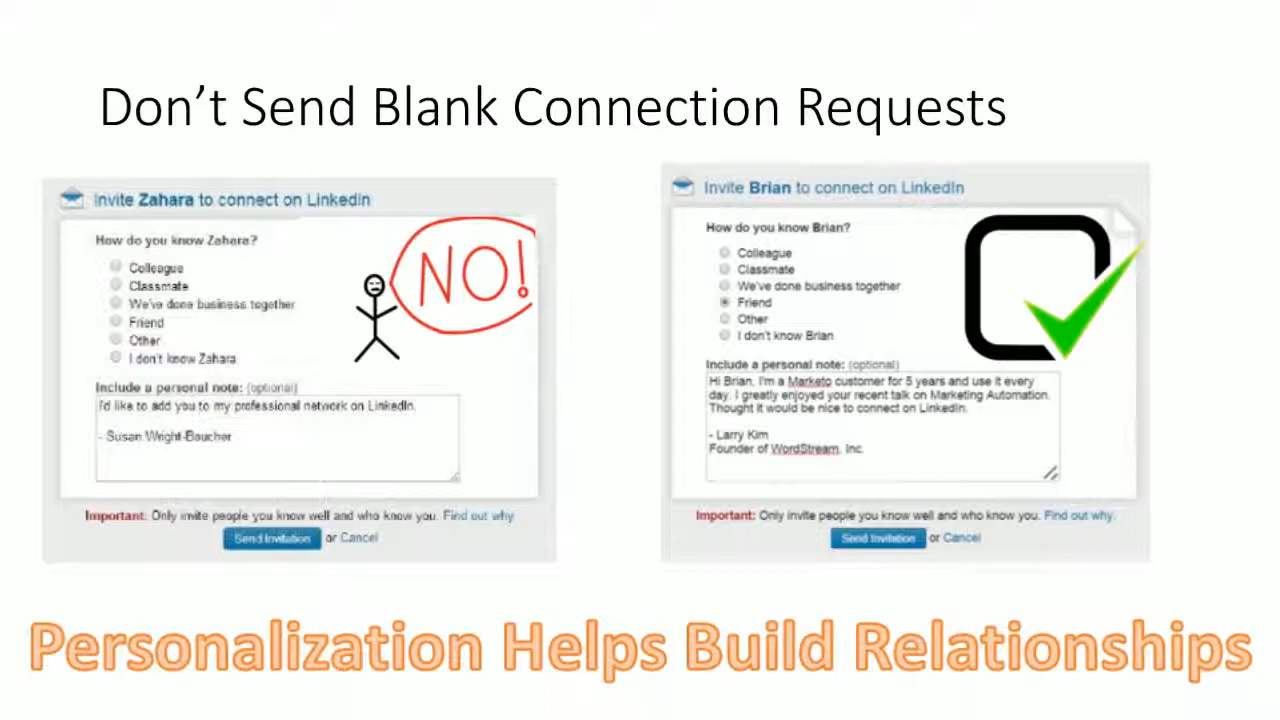 Don’t Send Blank Connection Requests
Invite Zahara to connect on LinkedIn
How do you know Zahara?
Colleague
Classmate
We've done business together
Friend
Other
I don't know Zahara
NO!
Include a personal note: (optional)
I'd like to add you to my professional network on LinkedIn.
- Susan Wright-Boucher
Important: Only invite people you know well and who know you. Find out why
Send Invitation or Cancel
Invite Brian to connect on LinkedIn
How do you know Brian?
Colleague
Classmate
We've done business together
Friend
Other
I don't know Brian
Include a personal note: (optional)
Hi Brian, I'm a Marketo customer for 5 years and use it every
day. I greatly enjoyed your recent talk on Marketing Automation.
Thought it would be nice to connect on LinkedIn.
- Larry Kim
Founder of WordStream, Inc.
Important: Only invite people you know well and who know you. Find out why.
Send Invitation or Cancel
Personalization Helps Build Relationships